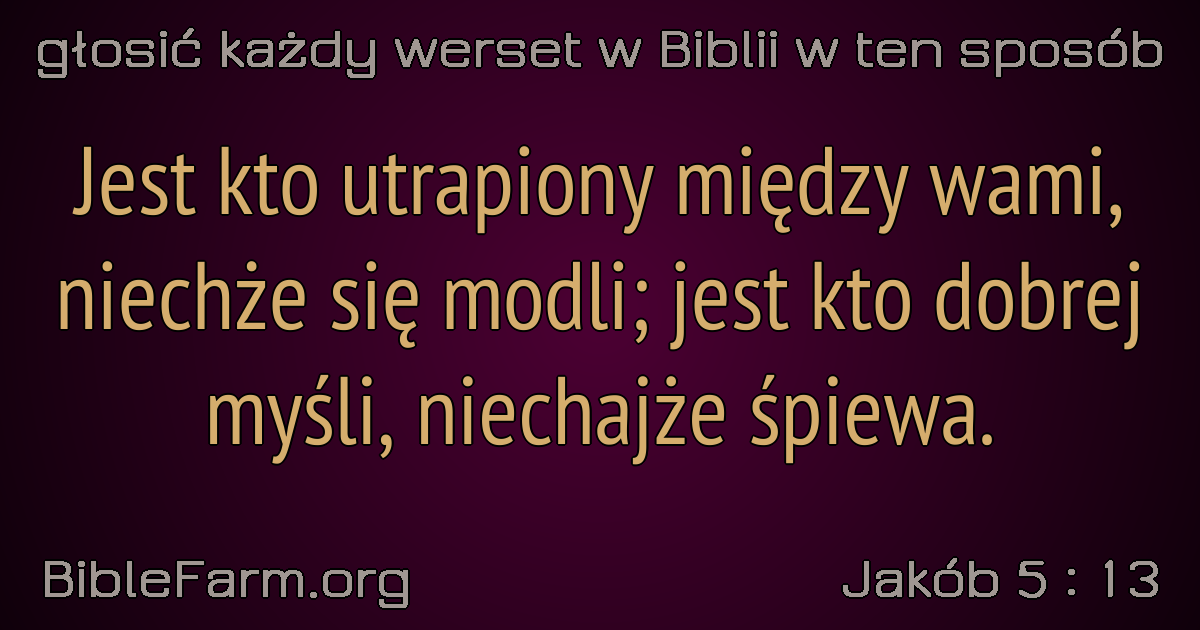 głosić każdy werset w Biblii w ten sposób
Jest kto utrapiony między wami,
niechże się modli; jest kto dobrej
myśli, niechajże śpiewa.
BibleFarm.org
Jakób 5 : 13